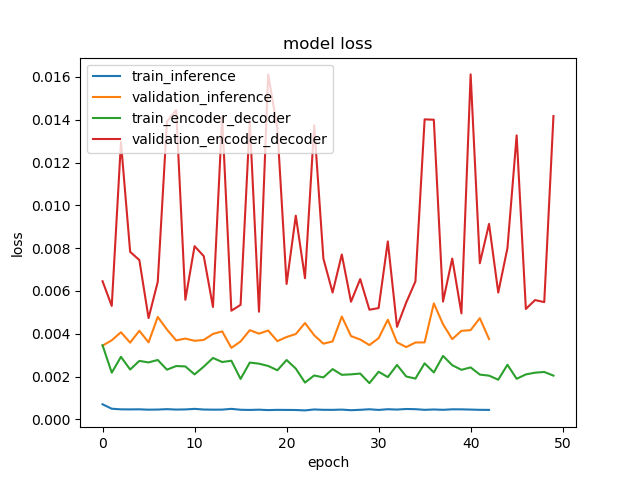 model loss
train_inference
validation_inference
train_encoder_decoder
validation_encoder_decoder
0.016
0.014
0.012
0.010
0.008
0.006
0.004
0.002
0.000
loss
0 10 20 30 40 50
epoch